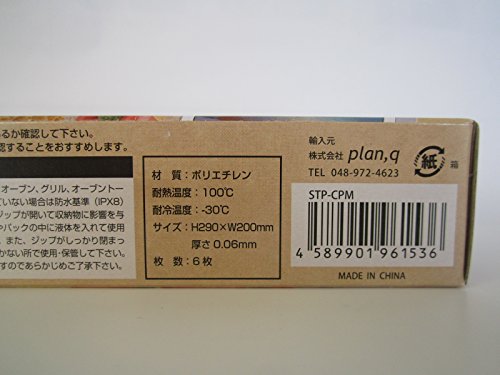 るか確認して下さい。
認することをおすすめします。
オーブン、グリル、オーブントー
ていない場合は防水基準（IPX8）
ジップが開いて収納物に影響を与
パックの中に液体を入れて使用
、また、ジップがしっかり閉まっ
かない所で使用・保管して下さい。
すのであらかじめご了承下さい。
材 質：ポリエチレン
耐熱温度：100℃
耐冷温度：-30℃
サイズ：H290×W200mm
厚さ0.06mm
枚 数：6枚
輸入元
株式会社 plan,q
TEL 048-972-4623
紙 箱
STP-CPM
4 589901 961536
MADE IN CHINA